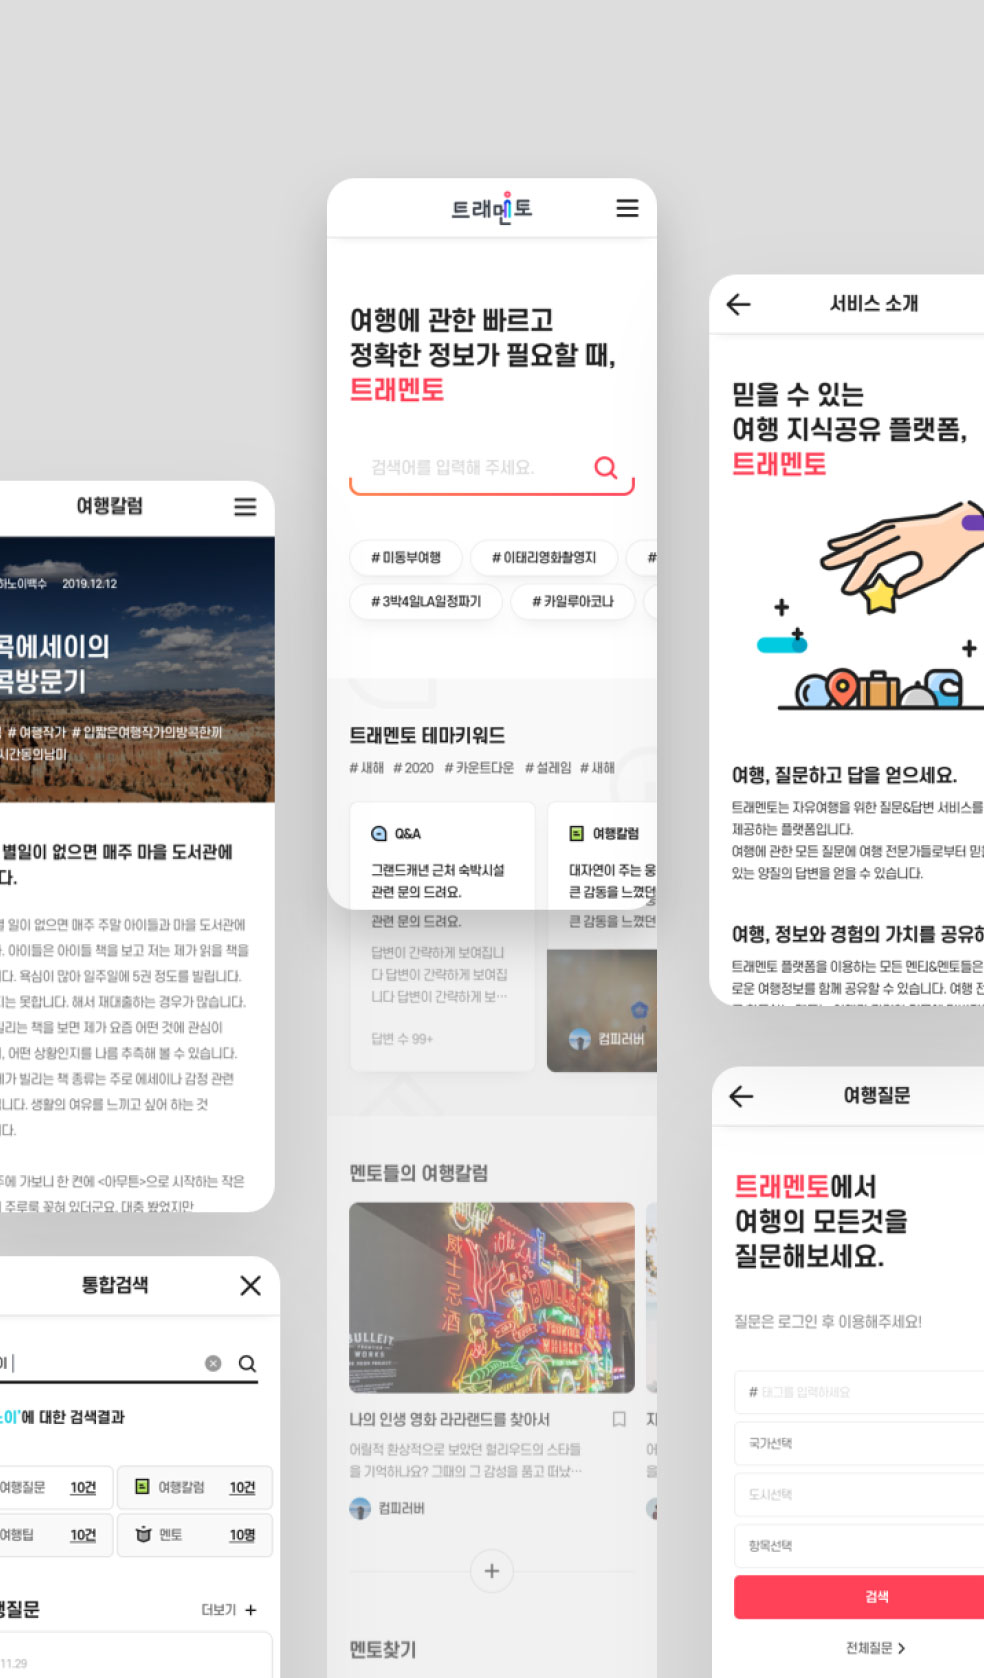 트래멘토
여행에 관한 빠르고
정확한 정보가 필요할 때,
트래멘토
검색어를 입력해 주세요.
# 미동부여행
# 이태리영화촬영지
#
# 3박4일LA일정짜기
# 카일루아코나
트래멘토 테마키워드
# 새해 # 2020 # 카운트다운 # 설레임 # 새해
Q&A
그랜드캐년 근처 숙박시설
관련 문의 드려요.
관련 문의 드려요.
답변이 간략하게 보여집니
다 답변이 간략하게 보여집
니다 답변이 간략하게 보…
답변 수 99+
여행칼럼
대자연이 주는 웅
큰 감동을 느꼈던
큰 감동을 느꼈던
컴피러버
멘토들의 여행칼럼
威士忌酒
BULLEIT
FRONTIER
WORKS
BULLEIT
FRONTIER
WHISKEY
나의 인생 영화 라라랜드를 찾아서
어릴적 환상적으로 보았던 헐리우드의 스타들
을 기억하나요? 그때의 그 감성을 품고 떠났…
컴피러버
멘토찾기
서비스 소개
믿을 수 있는
여행 지식공유 플랫폼,
트래멘토
여행, 질문하고 답을 얻으세요.
트래멘토는 자유여행을 위한 질문&답변 서비스를
제공하는 플랫폼입니다.
여행에 관한 모든 질문에 여행 전문가들로부터 믿을
있는 양질의 답변을 얻을 수 있습니다.
여행, 정보와 경험의 가치를 공유하
트래멘토 플랫폼을 이용하는 모든 멘티&멘토들은
로운 여행정보를 함께 공유할 수 있습니다. 여행 전
여행칼럼
하노이백수 2019.12.12
콕에세이의
콕방문기
# 여행작가 # 입짧은여행작가의방콕한끼
시간동의남미
별일이 없으면 매주 마을 도서관에
다.
별 일이 없으면 매주 주말 아이들과 마을 도서관에
. 아이들은 아이들 책을 보고 저는 제가 읽을 책을
다. 욕심이 많아 일주일에 5권 정도를 빌립니다.
지는 못합니다. 해서 재대출하는 경우가 많습니다.
빌리는 책을 보면 제가 요즘 어떤 것에 관심이
, 어떤 상황인지를 나름 추측해 볼 수 있습니다.
제가 빌리는 책 종류는 주로 에세이나 감정 관련
니다. 생활의 여유를 느끼고 싶어 하는 것
다.
주에 가보니 한 켠에 <아무튼>으로 시작하는 작은
주루룩 꽂혀 있더군요. 대충 봤었지만
통합검색
이
노이'에 대한 검색결과
여행질문 10건
여행칼럼 10건
여행팁 10건
멘토 10명
행질문
더보기 +
11.29
여행질문
트래멘토에서
여행의 모든것을
질문해보세요.
질문은 로그인 후 이용해주세요!
# 태그를 입력하세요
국가선택
도시선택
항목선택
검색
전체질문